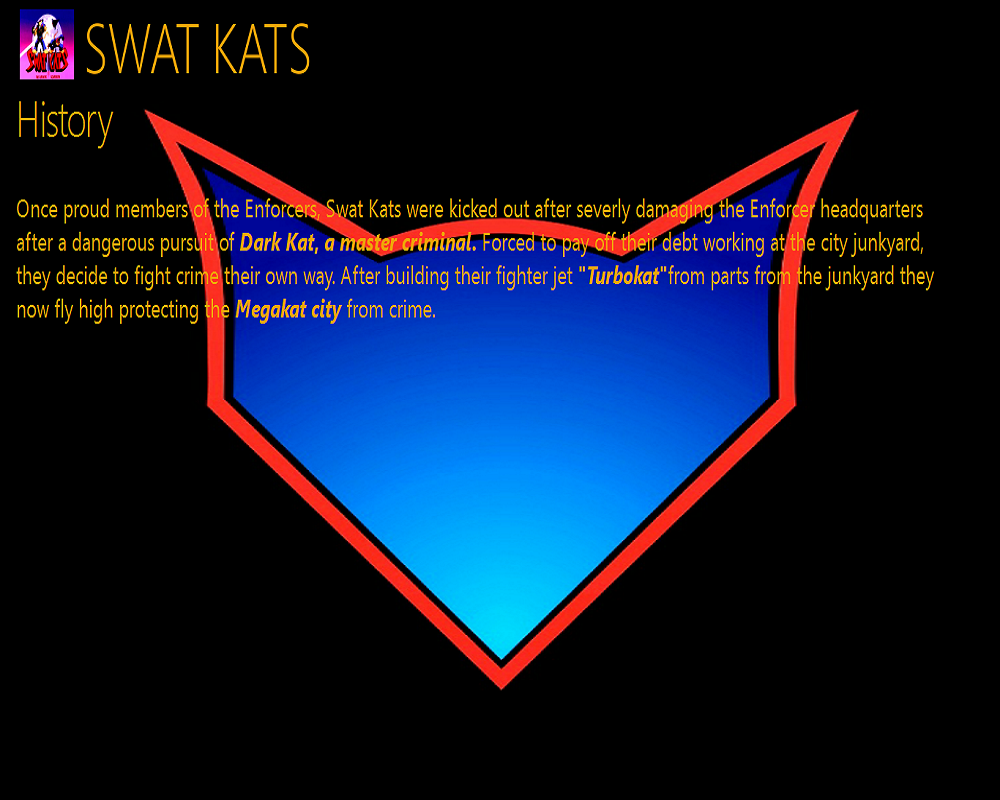 SWAT KATS
History
Once proud members of the Enforcers, Swat Kats were kicked out after severly damaging the Enforcer headquarters
after a dangerous pursuit of Dark Kat, a master criminal. Forced to pay off their debt working at the city junkyard,
they decide to fight crime their own way. After building their fighter jet "Turbokat"from parts from the junkyard they
now fly high protecting the Megakat city from crime.